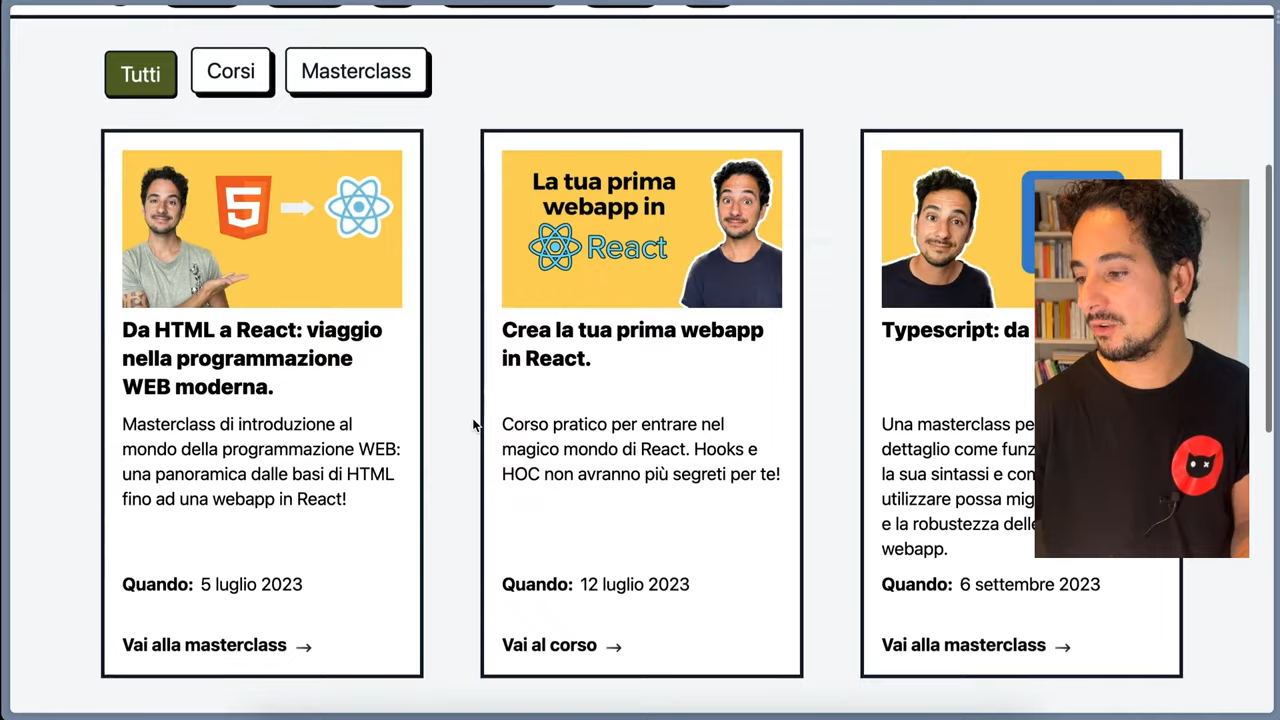 Tutti
Corsi
Masterclass
5
Da HTML a React: viaggio
nella programmazione
WEB moderna.
Masterclass di introduzione al
mondo della programmazione WEB:
una panoramica dalle basi di HTML
fino ad una webapp in React!
Quando: 5 luglio 2023
Vai alla masterclass →
La tua prima
webapp in
React
Crea la tua prima webapp
in React.
Corso pratico per entrare nel
magico mondo di React. Hooks e
HOC non avranno più segreti per te!
Quando: 12 luglio 2023
Vai al corso →
Typescript: da
Una masterclass pe
dettaglio come funz
la sua sintassi e con
utilizzare possa mig
e la robustezza delle
webapp.
Quando: 6 settembre 2023
Vai alla masterclass →